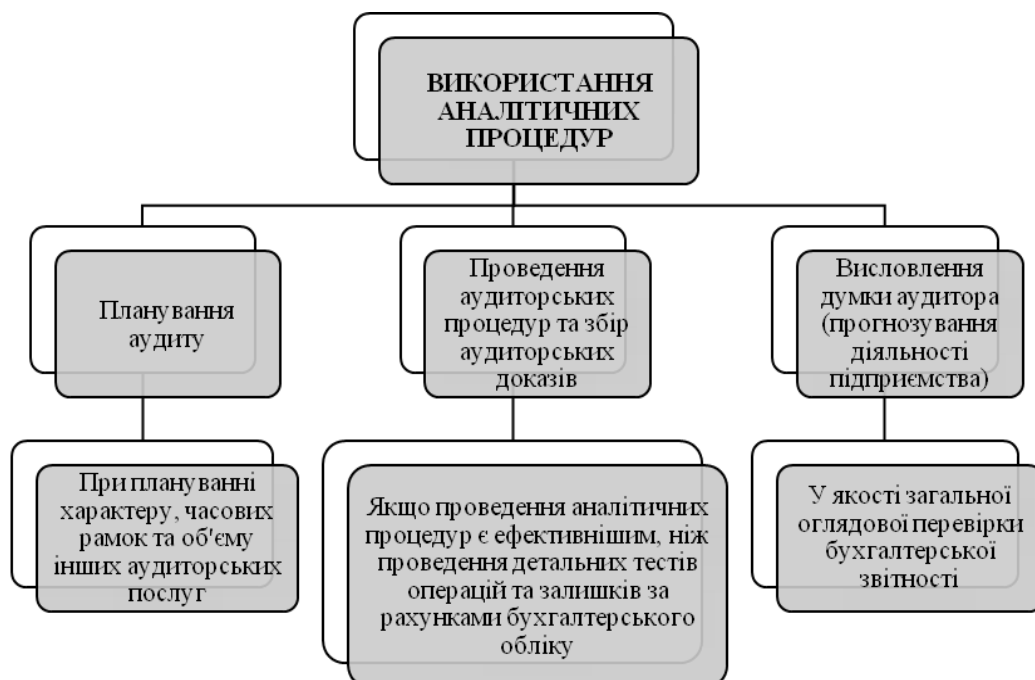 ВИКОРИСТАННЯ
АНАЛІТИЧНИХ
ПРОЦЕДУР
Планування
аудиту
Проведення
аудиторських
процедур та збір
аудиторських
доказів
Висловлення
думки аудитора
(прогнозування
діяльності
підприємства)
При плануванні
характеру, часових
рамок та об'єму
інших аудиторських
послуг
Якщо проведення аналітичних
процедур є ефективнішим, ніж
проведення детальних тестів
операцій та залишків за
рахунками бухгалтерського
обліку
У якості загальної
оглядової перевірки
бухгалтерської
звітності